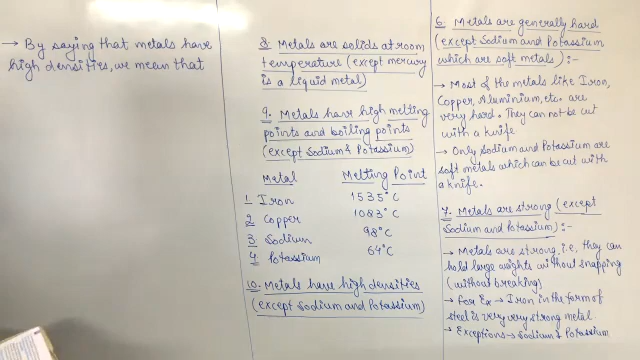 → By saying that metals have
high densities, we mean that
8. Metals are solids at room
temperature (except mercury
is a liquid metal)
9. Metals have high melting
points and boiling points
(except Sodium & Potassium)
Metal Melting Point
1 Iron 1535°C
2 Copper 1083°C
3 Sodium 98°C
4 Potassium 64°C
10. Metals have high densities
(except Sodium and Potassium)
6. Metals are generally hard
(except Sodium and Potassium
which are soft metals) :-
→ Most of the metals like Iron,
Copper, Aluminium, etc. are
very hard. They can not be cut
with a knife
→ Only Sodium and Potassium are
soft metals which can be cut with
a knife.
7. Metals are strong (except
Sodium and Potassium) :-
→ Metals are strong i.e., they can
hold large weights without snapping
(without breaking)
→ For Ex → Iron in the form of
steel is very very strong metal
→ Exceptions → Sodium & Potassium